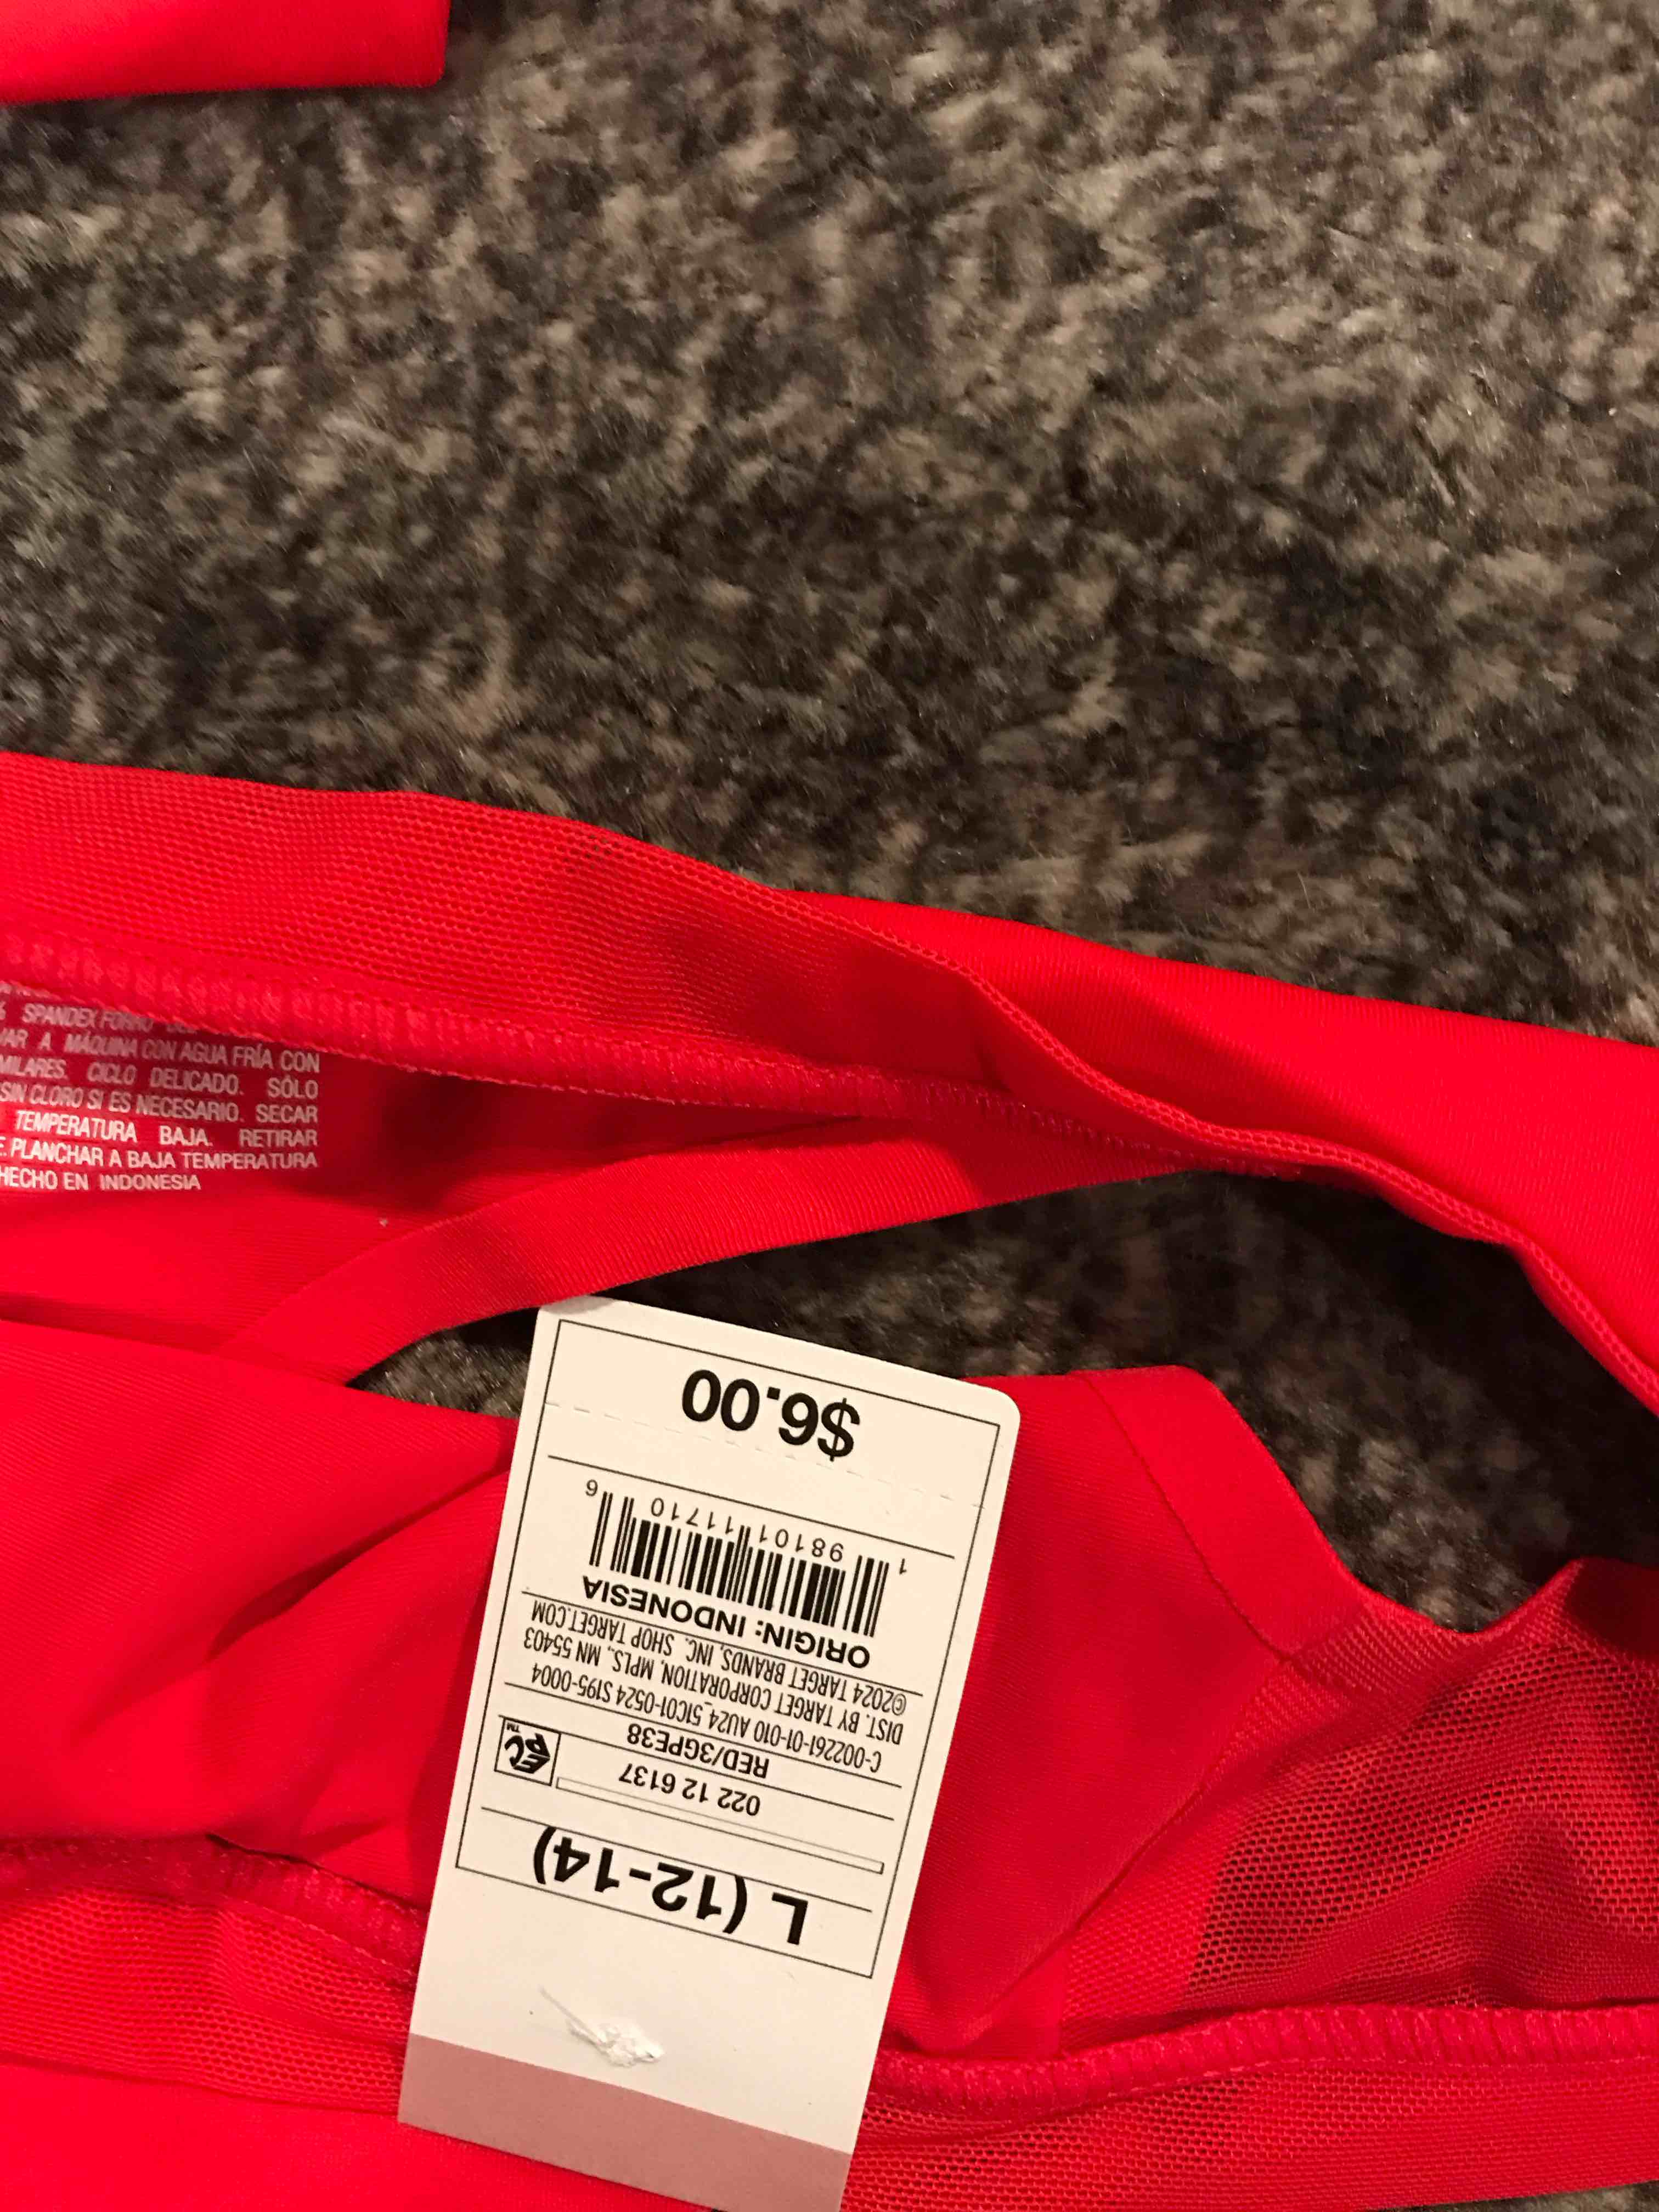 SPANDEX FORRO
A MÁQUINA CON AGUA FRÍA CON
CICLO DELICADO. SÓLO
SIN CLORO SI ES NECESARIO. SECAR
TEMPERATURA BAJA. RETIRAR
PLANCHAR A BAJA TEMPERATURA
HECHO EN INDONESIA
L (12-14)
022 12 6137
RED/3GPE38
C-002261-01-010 AU24_51C01-0524 S195-0004
DIST. BY TARGET CORPORATION, MPLS., MN 55403
©2024 TARGET BRANDS, INC. SHOP TARGET.COM
ORIGIN: INDONESIA
1 98101 11710 6
$6.00